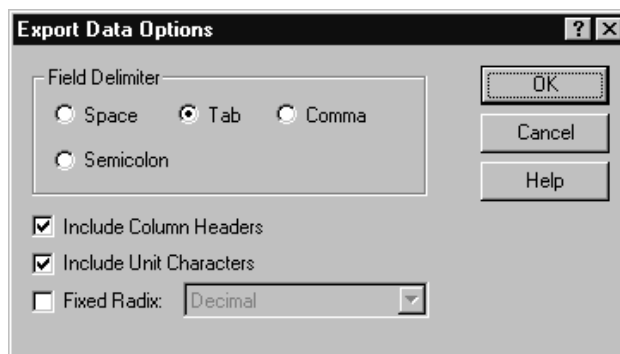 Export Data Options
Field Delimiter
Space Tab Comma
Semicolon
OK
Cancel
Help
Include Column Headers
Include Unit Characters
Fixed Radix: Decimal